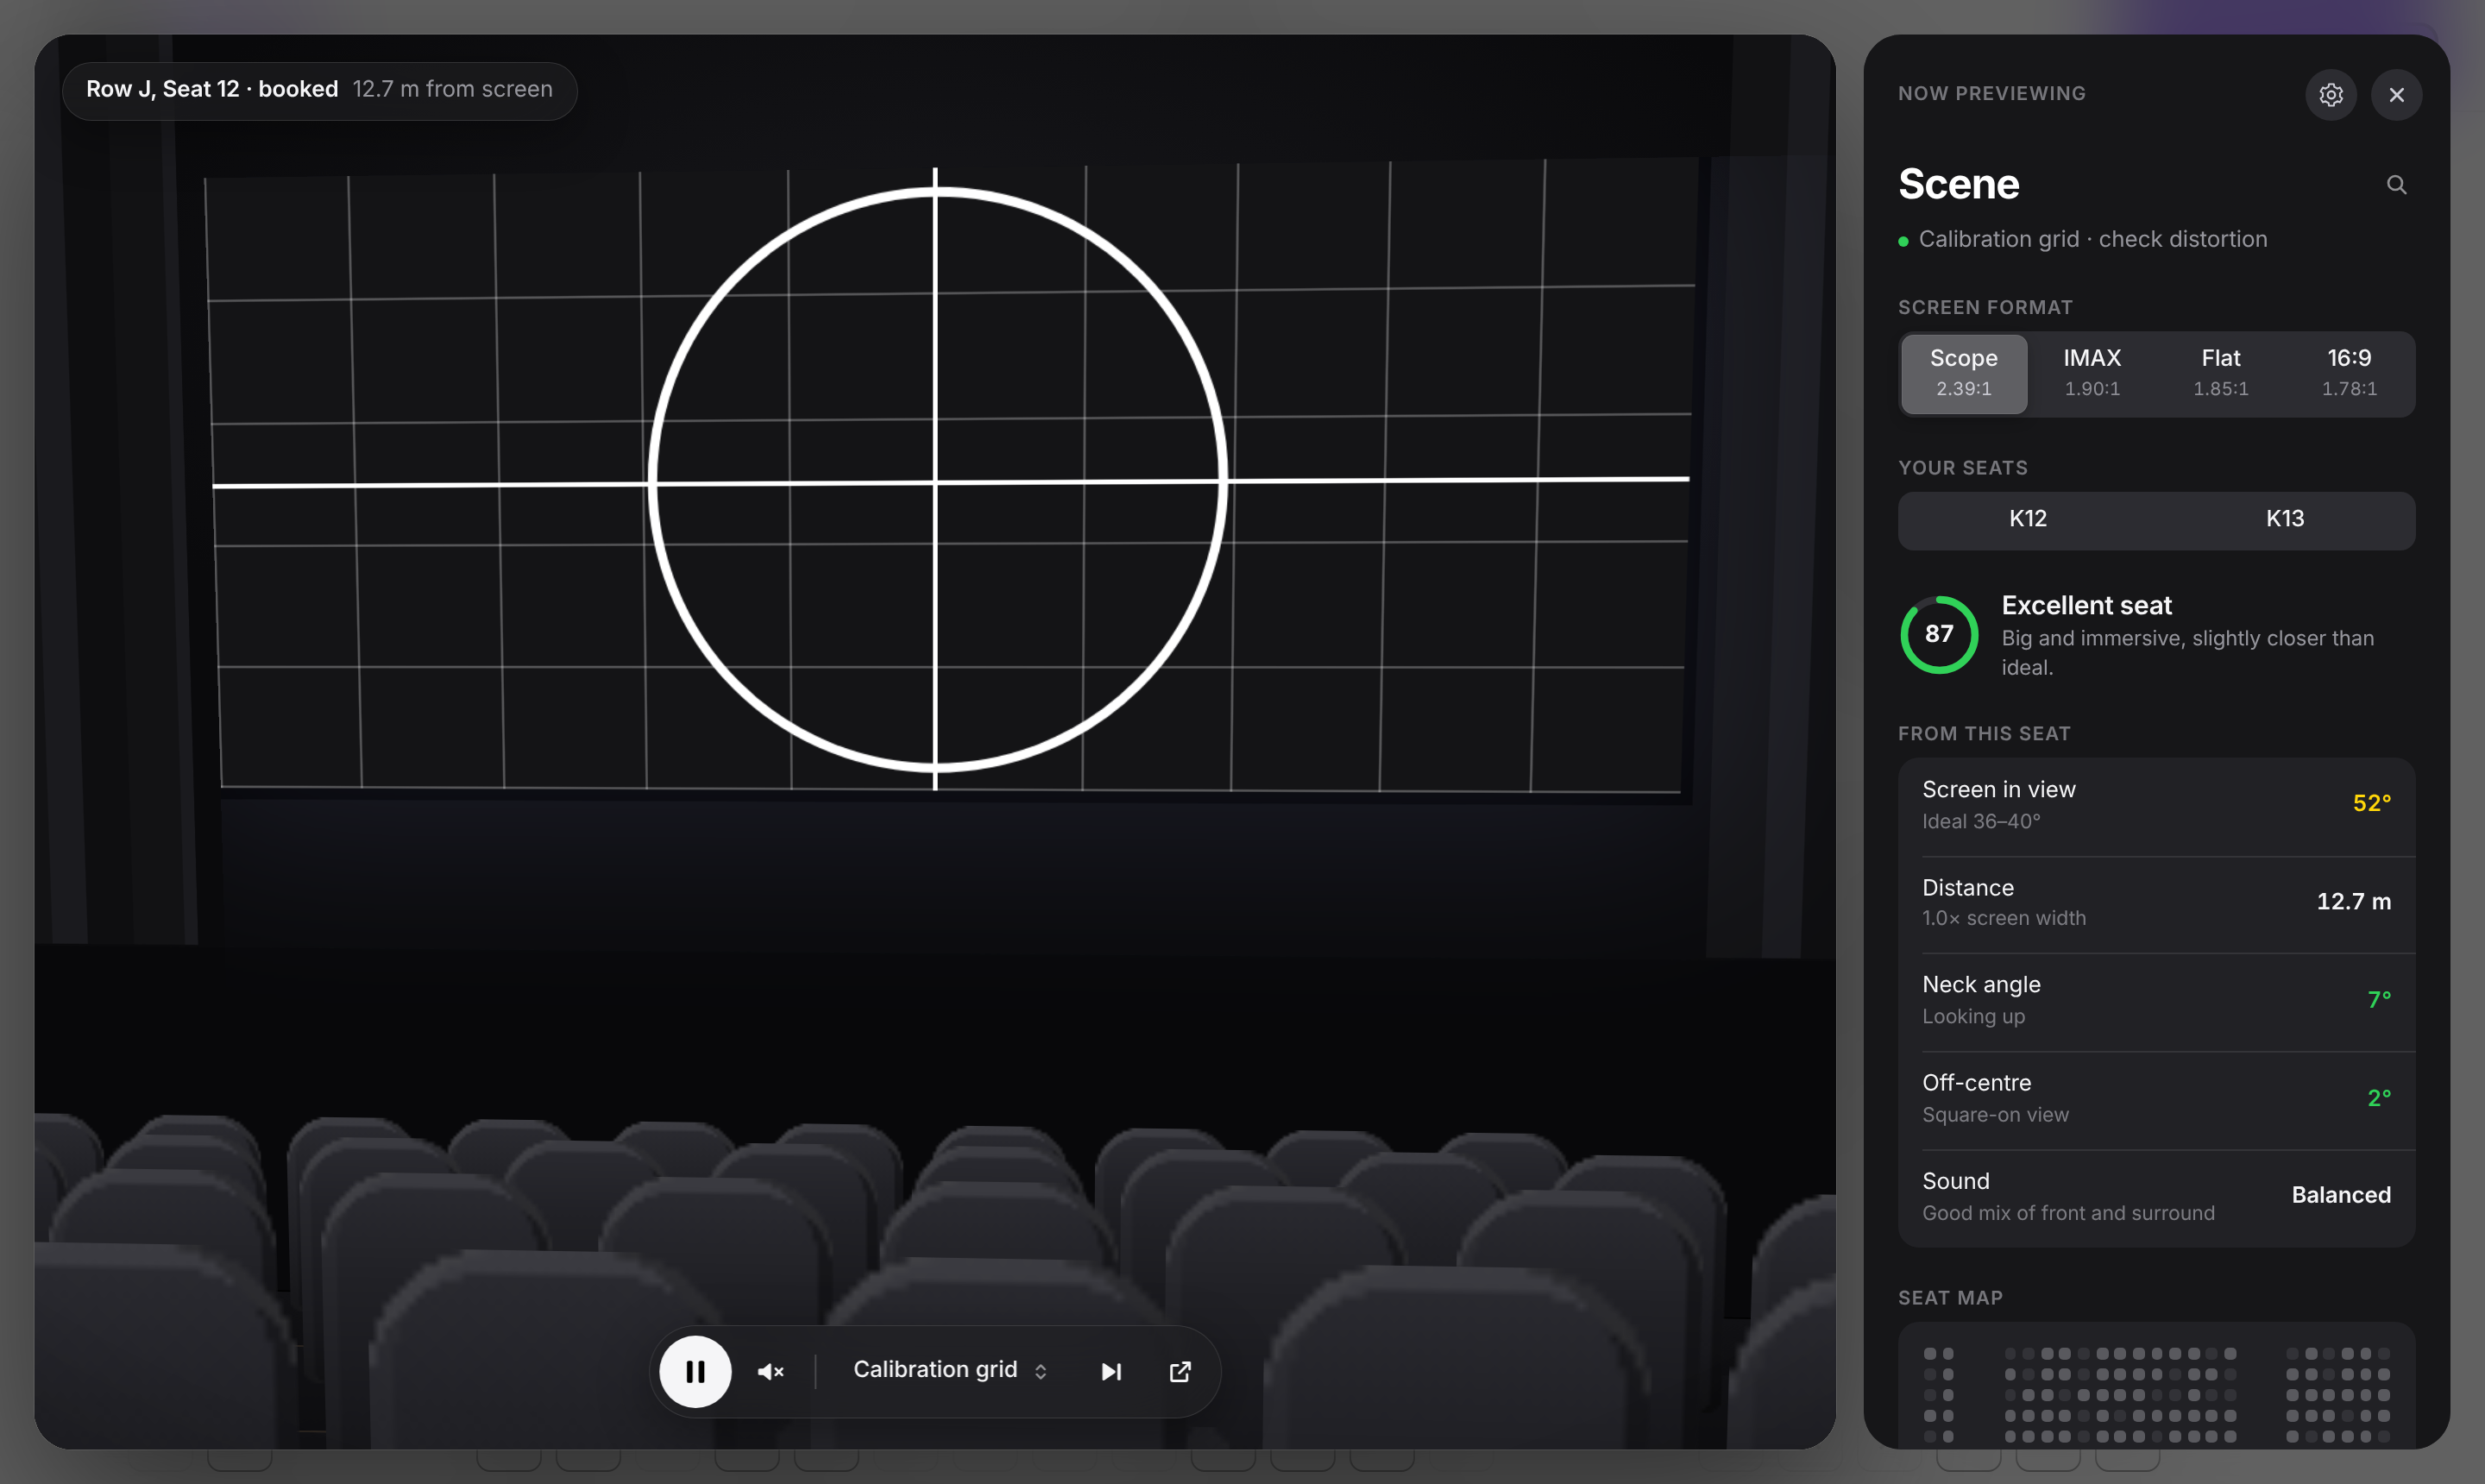 Row J, Seat 12 · booked 12.7 m from screen
Calibration grid
NOW PREVIEWING
Scene
Calibration grid · check distortion
SCREEN FORMAT
Scope IMAX Flat 16:9
2.39:1 1.90:1 1.85:1 1.78:1
YOUR SEATS
K12 K13
87
Excellent seat
Big and immersive, slightly closer than
ideal.
FROM THIS SEAT
Screen in view
Ideal 36–40°
52°
Distance
1.0× screen width
12.7 m
Neck angle
Looking up
7°
Off-centre
Square-on view
2°
Sound
Good mix of front and surround
Balanced
SEAT MAP